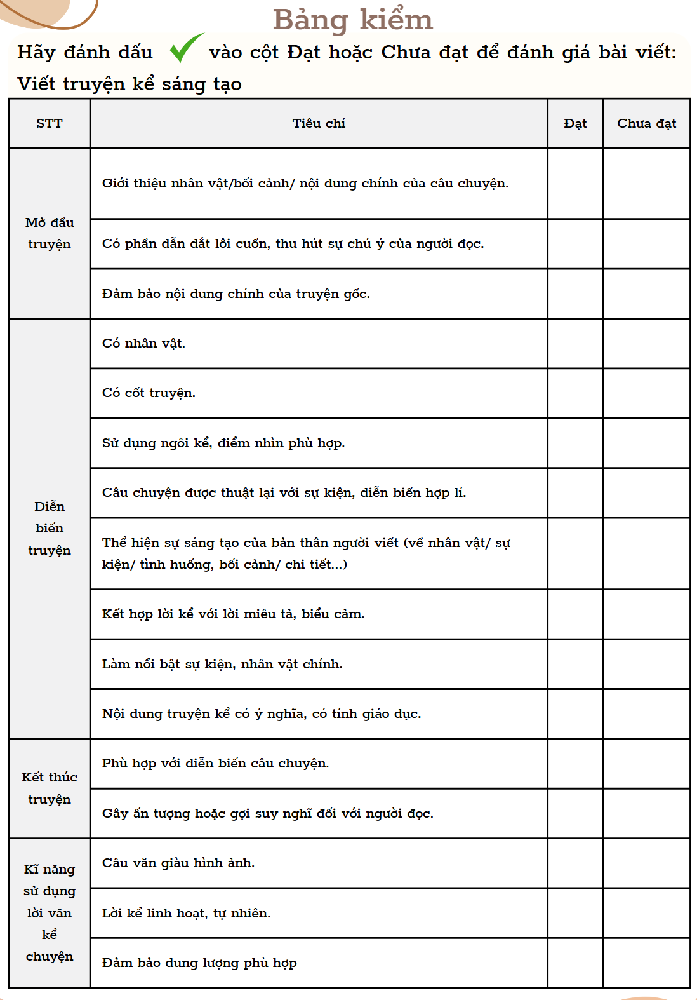 Bảng kiểm
Hãy đánh dấu vào cột Đạt hoặc Chưa đạt để đánh giá bài viết:
Viết truyện kể sáng tạo
STT
Tiêu chí
Đạt
Chưa đạt
Mở đầu
truyện
Giới thiệu nhân vật/bối cảnh/ nội dung chính của câu chuyện.
Có phần dẫn dắt lôi cuốn, thu hút sự chú ý của người đọc.
Đảm bảo nội dung chính của truyện gốc.
Diễn
biến
truyện
Có nhân vật.
Có cốt truyện.
Sử dụng ngôi kể, điểm nhìn phù hợp.
Câu chuyện được thuật lại với sự kiện, diễn biến hợp lí.
Thể hiện sự sáng tạo của bản thân người viết (về nhân vật/ sự
kiện/ tình huống, bối cảnh/ chi tiết...)
Kết hợp lời kể với lời miêu tả, biểu cảm.
Làm nổi bật sự kiện, nhân vật chính.
Nội dung truyện kể có ý nghĩa, có tính giáo dục.
Kết thúc
truyện
Phù hợp với diễn biến câu chuyện.
Gây ấn tượng hoặc gợi suy nghĩ đối với người đọc.
Kĩ năng
sử dụng
lời văn
kể
chuyện
Câu văn giàu hình ảnh.
Lời kể linh hoạt, tự nhiên.
Đảm bảo dung lượng phù hợp